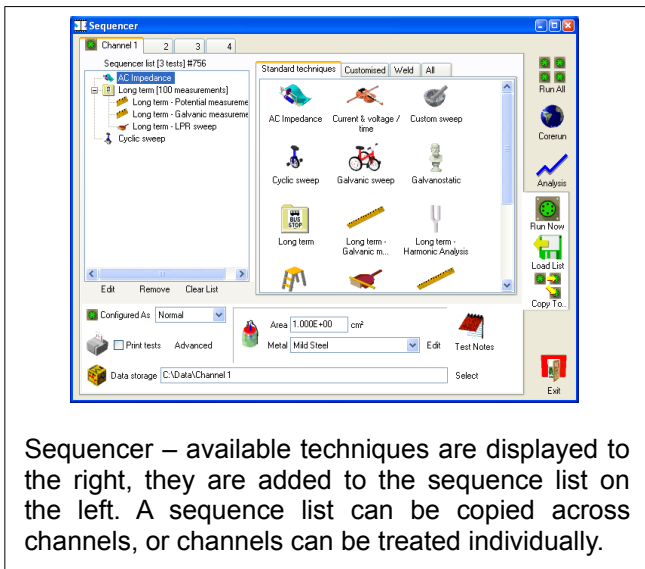 Sequencer
Channel 1 2 3 4
Sequencer list [3 tests] #756
AC Impedance
Long term [100 measurements]
Long term - Potential measureme
Long term - Galvanic measureme
Long term - LPR sweep
Cyclic sweep
Edit Remove Clear List
Standard techniques Customised Weld All
AC Impedance Current & voltage / time Custom sweep
Cyclic sweep Galvanic sweep Galvanostatic
BUS STOP
Long term Long term - Galvanic m... Long term - Harmonic Analysis
Run All
Corerun
Analysis
Run Now
Load List
Copy To..
Exit
Configured As Normal
Print tests Advanced
Area 1.000E+00 cm²
Metal Mild Steel Edit Test Notes
Data storage C:\Data\Channel 1 Select
Sequencer – available techniques are displayed to
the right, they are added to the sequence list on
the left. A sequence list can be copied across
channels, or channels can be treated individually.